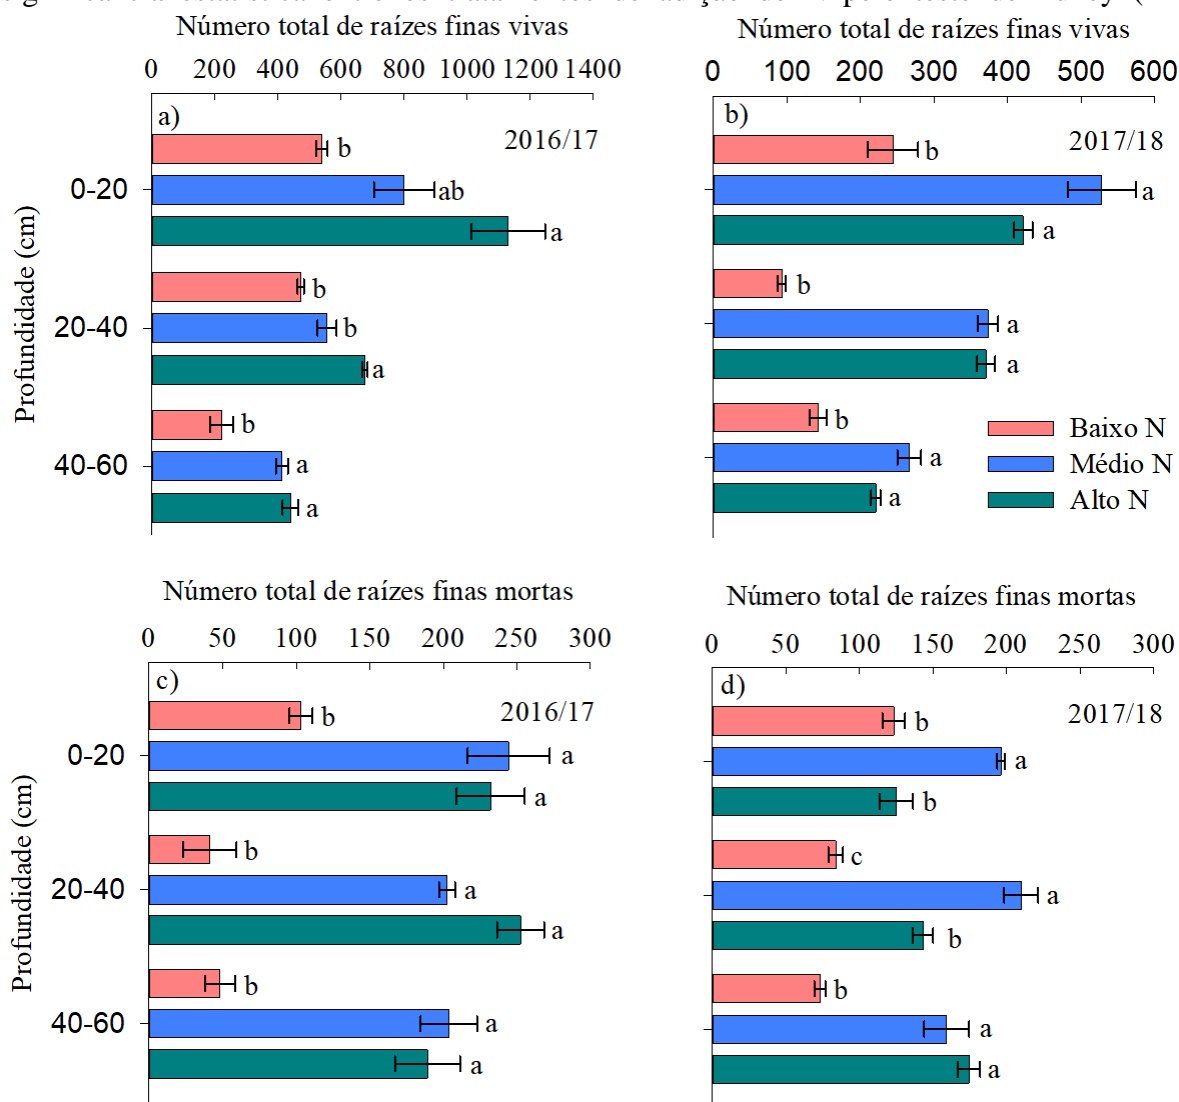 Número total de raízes finas vivas
0 200 400 600 800 1000 1200 1400
a)
2016/17
b
0-20
ab
a
b
20-40
b
a
b
40-60
a
a
Profundidade (cm)
Número total de raízes finas vivas
0 100 200 300 400 500 600
b)
2017/18
b
a
a
b
a
a
b
a
a
Baixo N
Médio N
Alto N
Número total de raízes finas mortas
0 50 100 150 200 250 300
c)
2016/17
b
0-20
a
a
b
20-40
a
a
b
40-60
a
a
Profundidade (cm)
Número total de raízes finas mortas
0 50 100 150 200 250 300
d)
2017/18
b
a
b
c
a
b
b
a
a